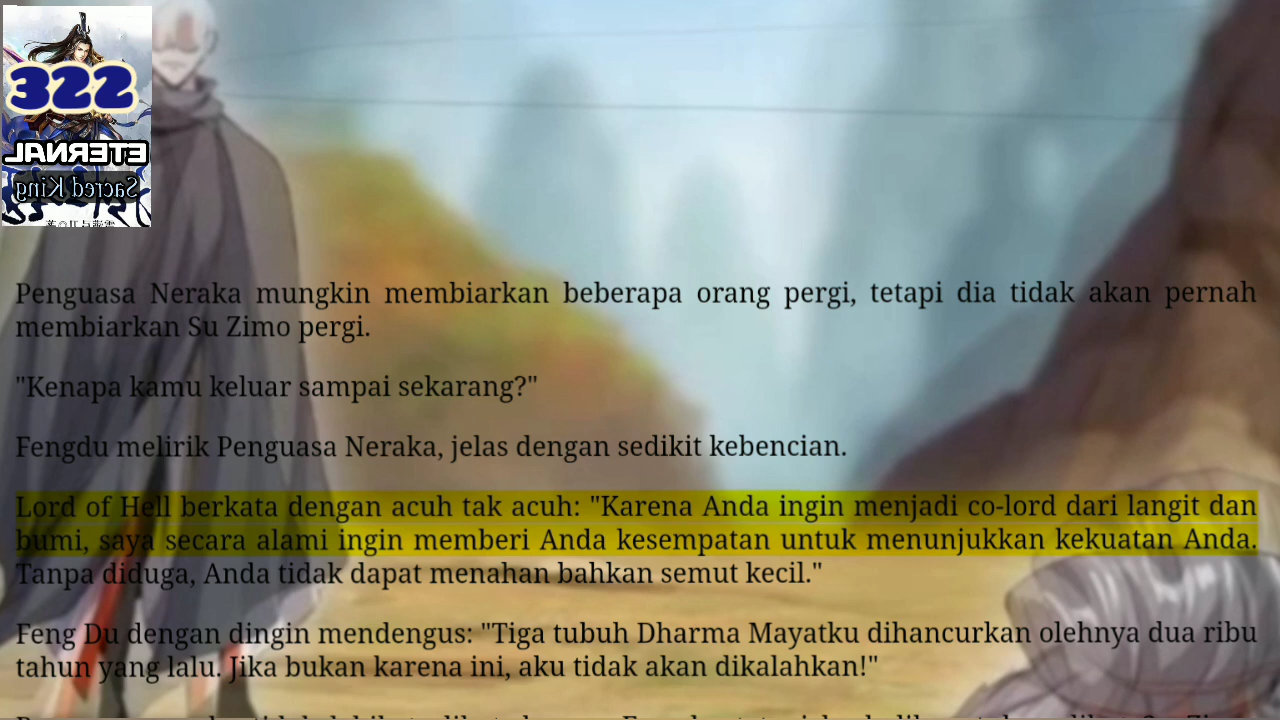 322
ETERNAL
Sacred King
Penguasa Neraka mungkin membiarkan beberapa orang pergi, tetapi dia tidak akan pernah
membiarkan Su Zimo pergi.
"Kenapa kamu keluar sampai sekarang?"
Fengdu melirik Penguasa Neraka, jelas dengan sedikit kebencian.
Lord of Hell berkata dengan acuh tak acuh: "Karena Anda ingin menjadi co-lord dari langit dan
bumi, saya secara alami ingin memberi Anda kesempatan untuk menunjukkan kekuatan Anda.
Tanpa diduga, Anda tidak dapat menahan bahkan semut kecil."
Feng Du dengan dingin mendengus: "Tiga tubuh Dharma Mayatku dihancurkan olehnya dua ribu
tahun yang lalu. Jika bukan karena ini, aku tidak akan dikalahkan!"